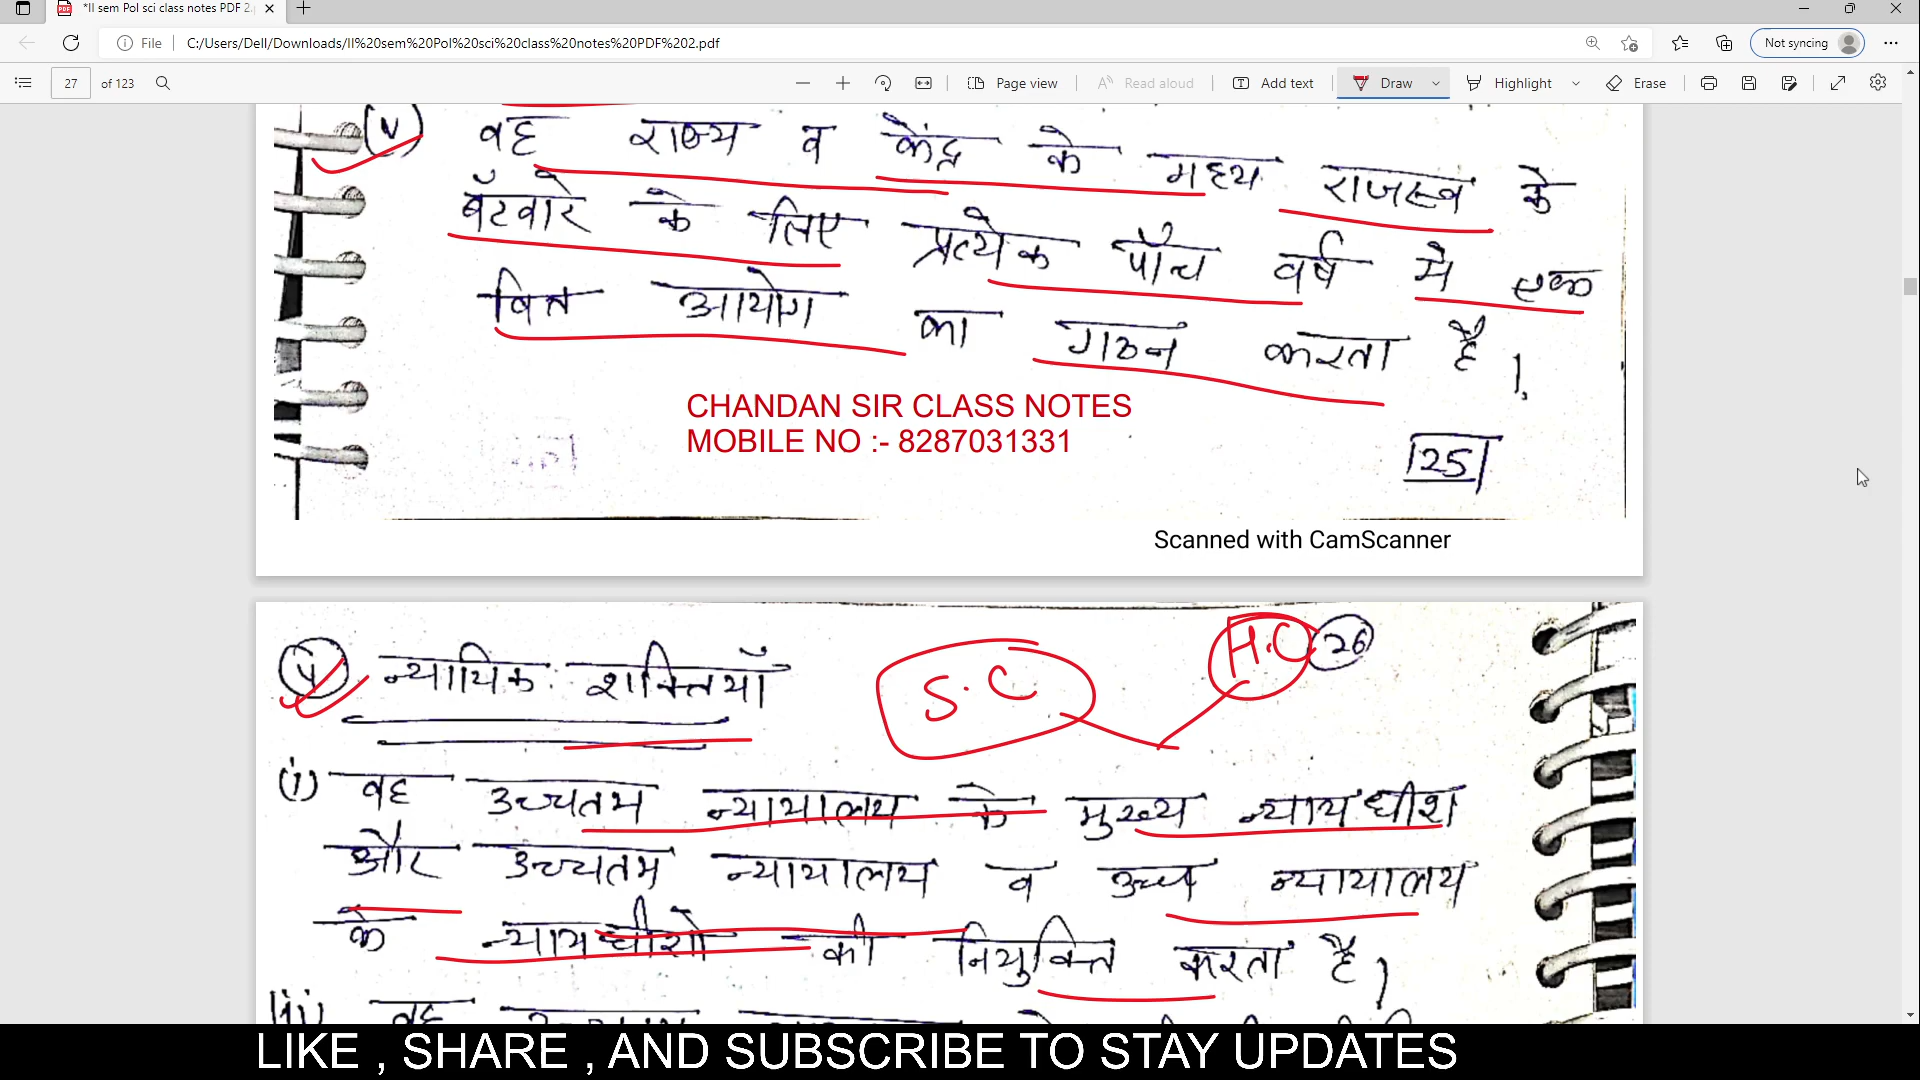 *II sem Pol sci class notes PDF 2.p
File C:/Users/Dell/Downloads/II%20sem%20Pol%20sci%20class%20notes%20PDF%202.pdf
Not syncing
27 of 123 Page view Read aloud Add text Draw Highlight Erase
(V) वह राज्य व केंद्र के मध्य राजस्व के
बँटवारे के लिए प्रत्येक पाँच वर्ष मे एक
वित्त आयोग का गठन करता है।
CHANDAN SIR CLASS NOTES
MOBILE NO :- 8287031331
25
Scanned with CamScanner
न्यायिक शक्तियाँ S.C H.C 26
(i) वह उच्चतम न्यायालय के मुख्य न्यायधीश
और उच्चतम न्यायालय व उच्च न्यायालय
के न्यायधीशो की नियुक्ति करता है।
(ii) वह
LIKE , SHARE , AND SUBSCRIBE TO STAY UPDATES